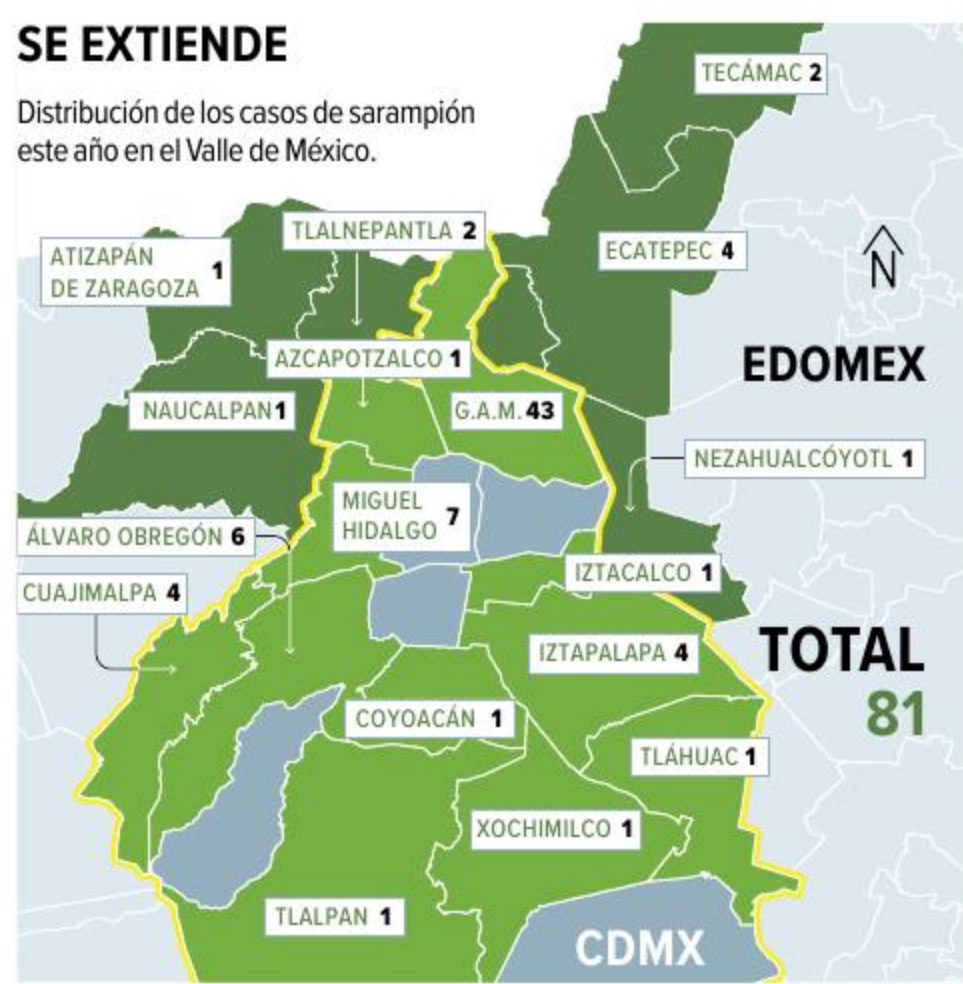 SE EXTIENDE
Distribución de los casos de sarampión
este año en el Valle de México.
TECÁMAC 2
TLALNEPANTLA 2
ATIZAPÁN
DE ZARAGOZA 1
ECATEPEC 4
N
EDOMEX
AZCAPOTZALCO 1
NAUCALPAN 1
G.A.M. 43
NEZAHUALCÓYOTL 1
MIGUEL
HIDALGO 7
ÁLVARO OBREGÓN 6
IZTACALCO 1
CUAJIMALPA 4
IZTAPALAPA 4
TOTAL
81
COYOACÁN 1
TLÁHUAC 1
XOCHIMILCO 1
TLALPAN 1
CDMX